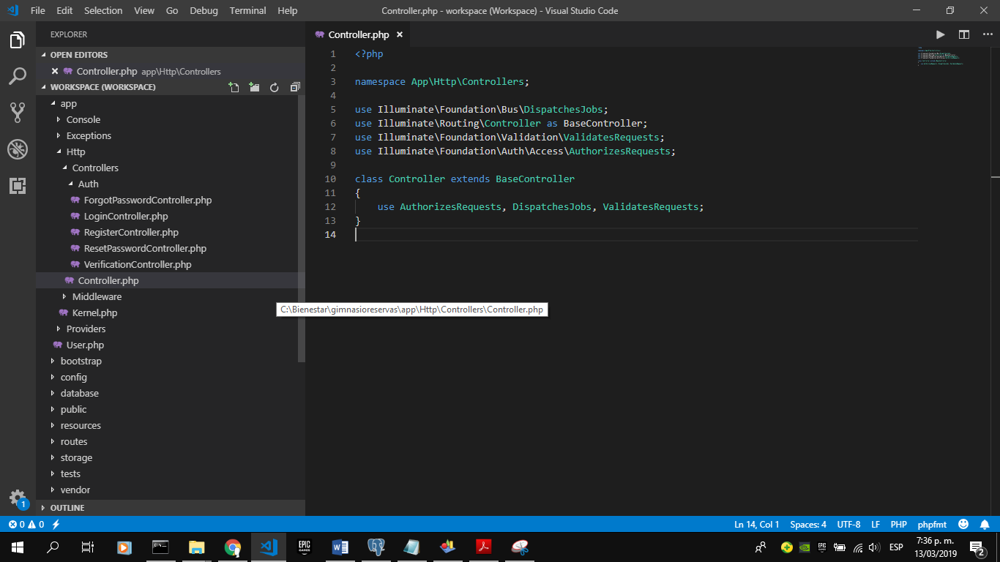 File Edit Selection View Go Debug Terminal Help
Controller.php - workspace (Workspace) - Visual Studio Code
EXPLORER
OPEN EDITORS
Controller.php app\Http\Controllers
WORKSPACE (WORKSPACE)
app
Console
Exceptions
Http
Controllers
Auth
ForgotPasswordController.php
LoginController.php
RegisterController.php
ResetPasswordController.php
VerificationController.php
Controller.php
Middleware
Kernel.php
Providers
User.php
bootstrap
config
database
public
resources
routes
storage
tests
vendor
OUTLINE
1
Controller.php
1 <?php
2
3 namespace App\Http\Controllers;
4
5 use Illuminate\Foundation\Bus\DispatchesJobs;
6 use Illuminate\Routing\Controller as BaseController;
7 use Illuminate\Foundation\Validation\ValidatesRequests;
8 use Illuminate\Foundation\Auth\Access\AuthorizesRequests;
9
10 class Controller extends BaseController
11 {
12     use AuthorizesRequests, DispatchesJobs, ValidatesRequests;
13 }
14
C:\Bienestar\gimnasioreservas\app\Http\Controllers\Controller.php
0 0
Ln 14, Col 1 Spaces: 4 UTF-8 LF PHP phpfmt
EPIC GAMES
ESP
7:36 p. m.
13/03/2019
2